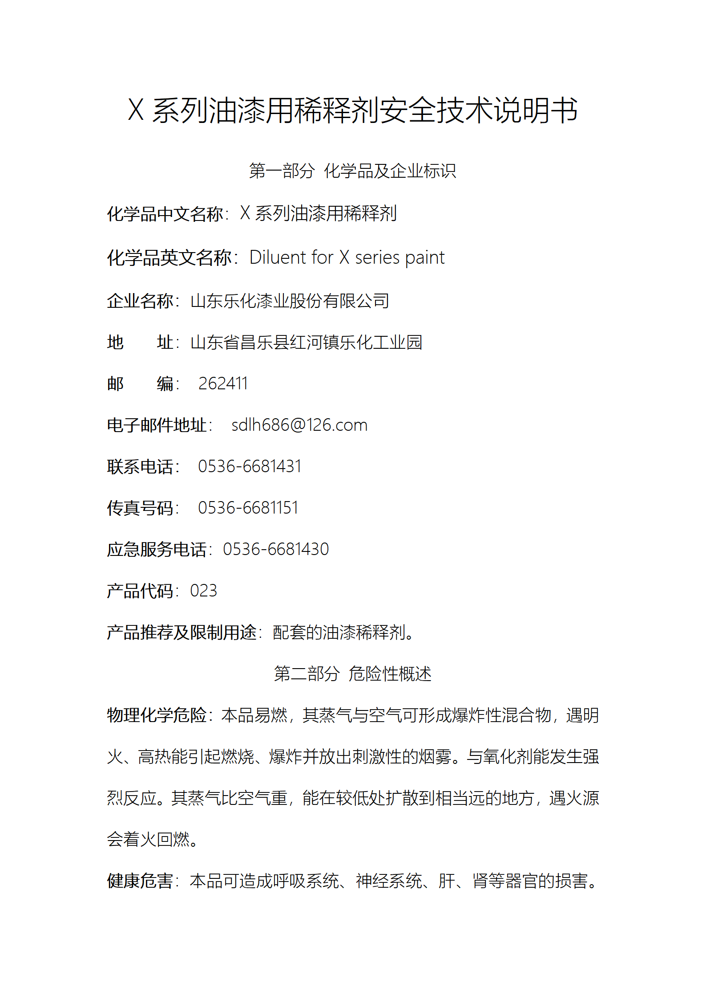 X 系列油漆用稀释剂安全技术说明书
第一部分 化学品及企业标识
化学品中文名称：X 系列油漆用稀释剂
化学品英文名称：Diluent for X series paint
企业名称：山东乐化漆业股份有限公司
地　　址：山东省昌乐县红河镇乐化工业园
邮　　编： 262411
电子邮件地址： sdlh686@126.com
联系电话： 0536-6681431
传真号码： 0536-6681151
应急服务电话：0536-6681430
产品代码：023
产品推荐及限制用途：配套的油漆稀释剂。
第二部分 危险性概述
物理化学危险：本品易燃，其蒸气与空气可形成爆炸性混合物，遇明
火、高热能引起燃烧、爆炸并放出刺激性的烟雾。与氧化剂能发生强
烈反应。其蒸气比空气重，能在较低处扩散到相当远的地方，遇火源
会着火回燃。
健康危害：本品可造成呼吸系统、神经系统、肝、肾等器官的损害。